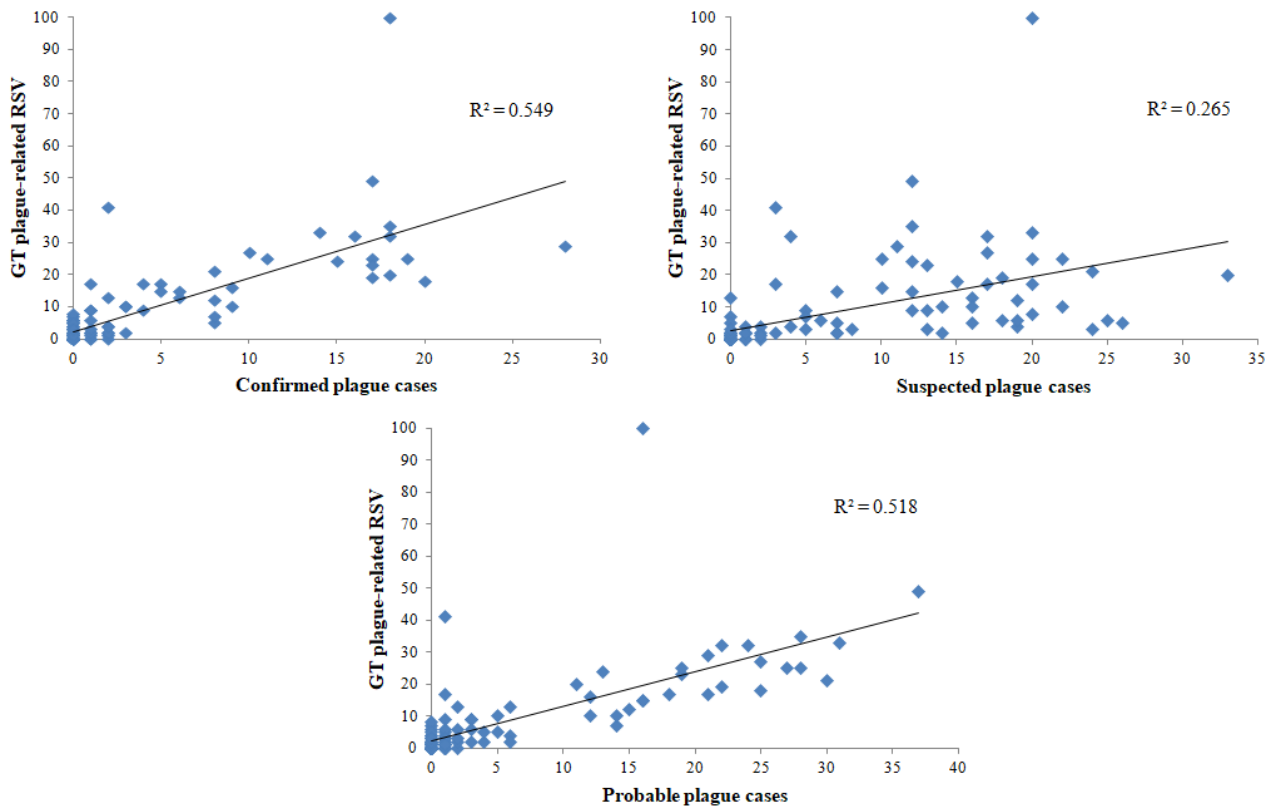 GT plague-related RSV
100
90
80
70
60
50
40
30
20
10
0
R² = 0.549
0 5 10 15 20 25 30
Confirmed plague cases
GT plague-related RSV
100
90
80
70
60
50
40
30
20
10
0
R² = 0.265
0 5 10 15 20 25 30 35
Suspected plague cases
GT plague-related RSV
100
90
80
70
60
50
40
30
20
10
0
R² = 0.518
0 5 10 15 20 25 30 35 40
Probable plague cases